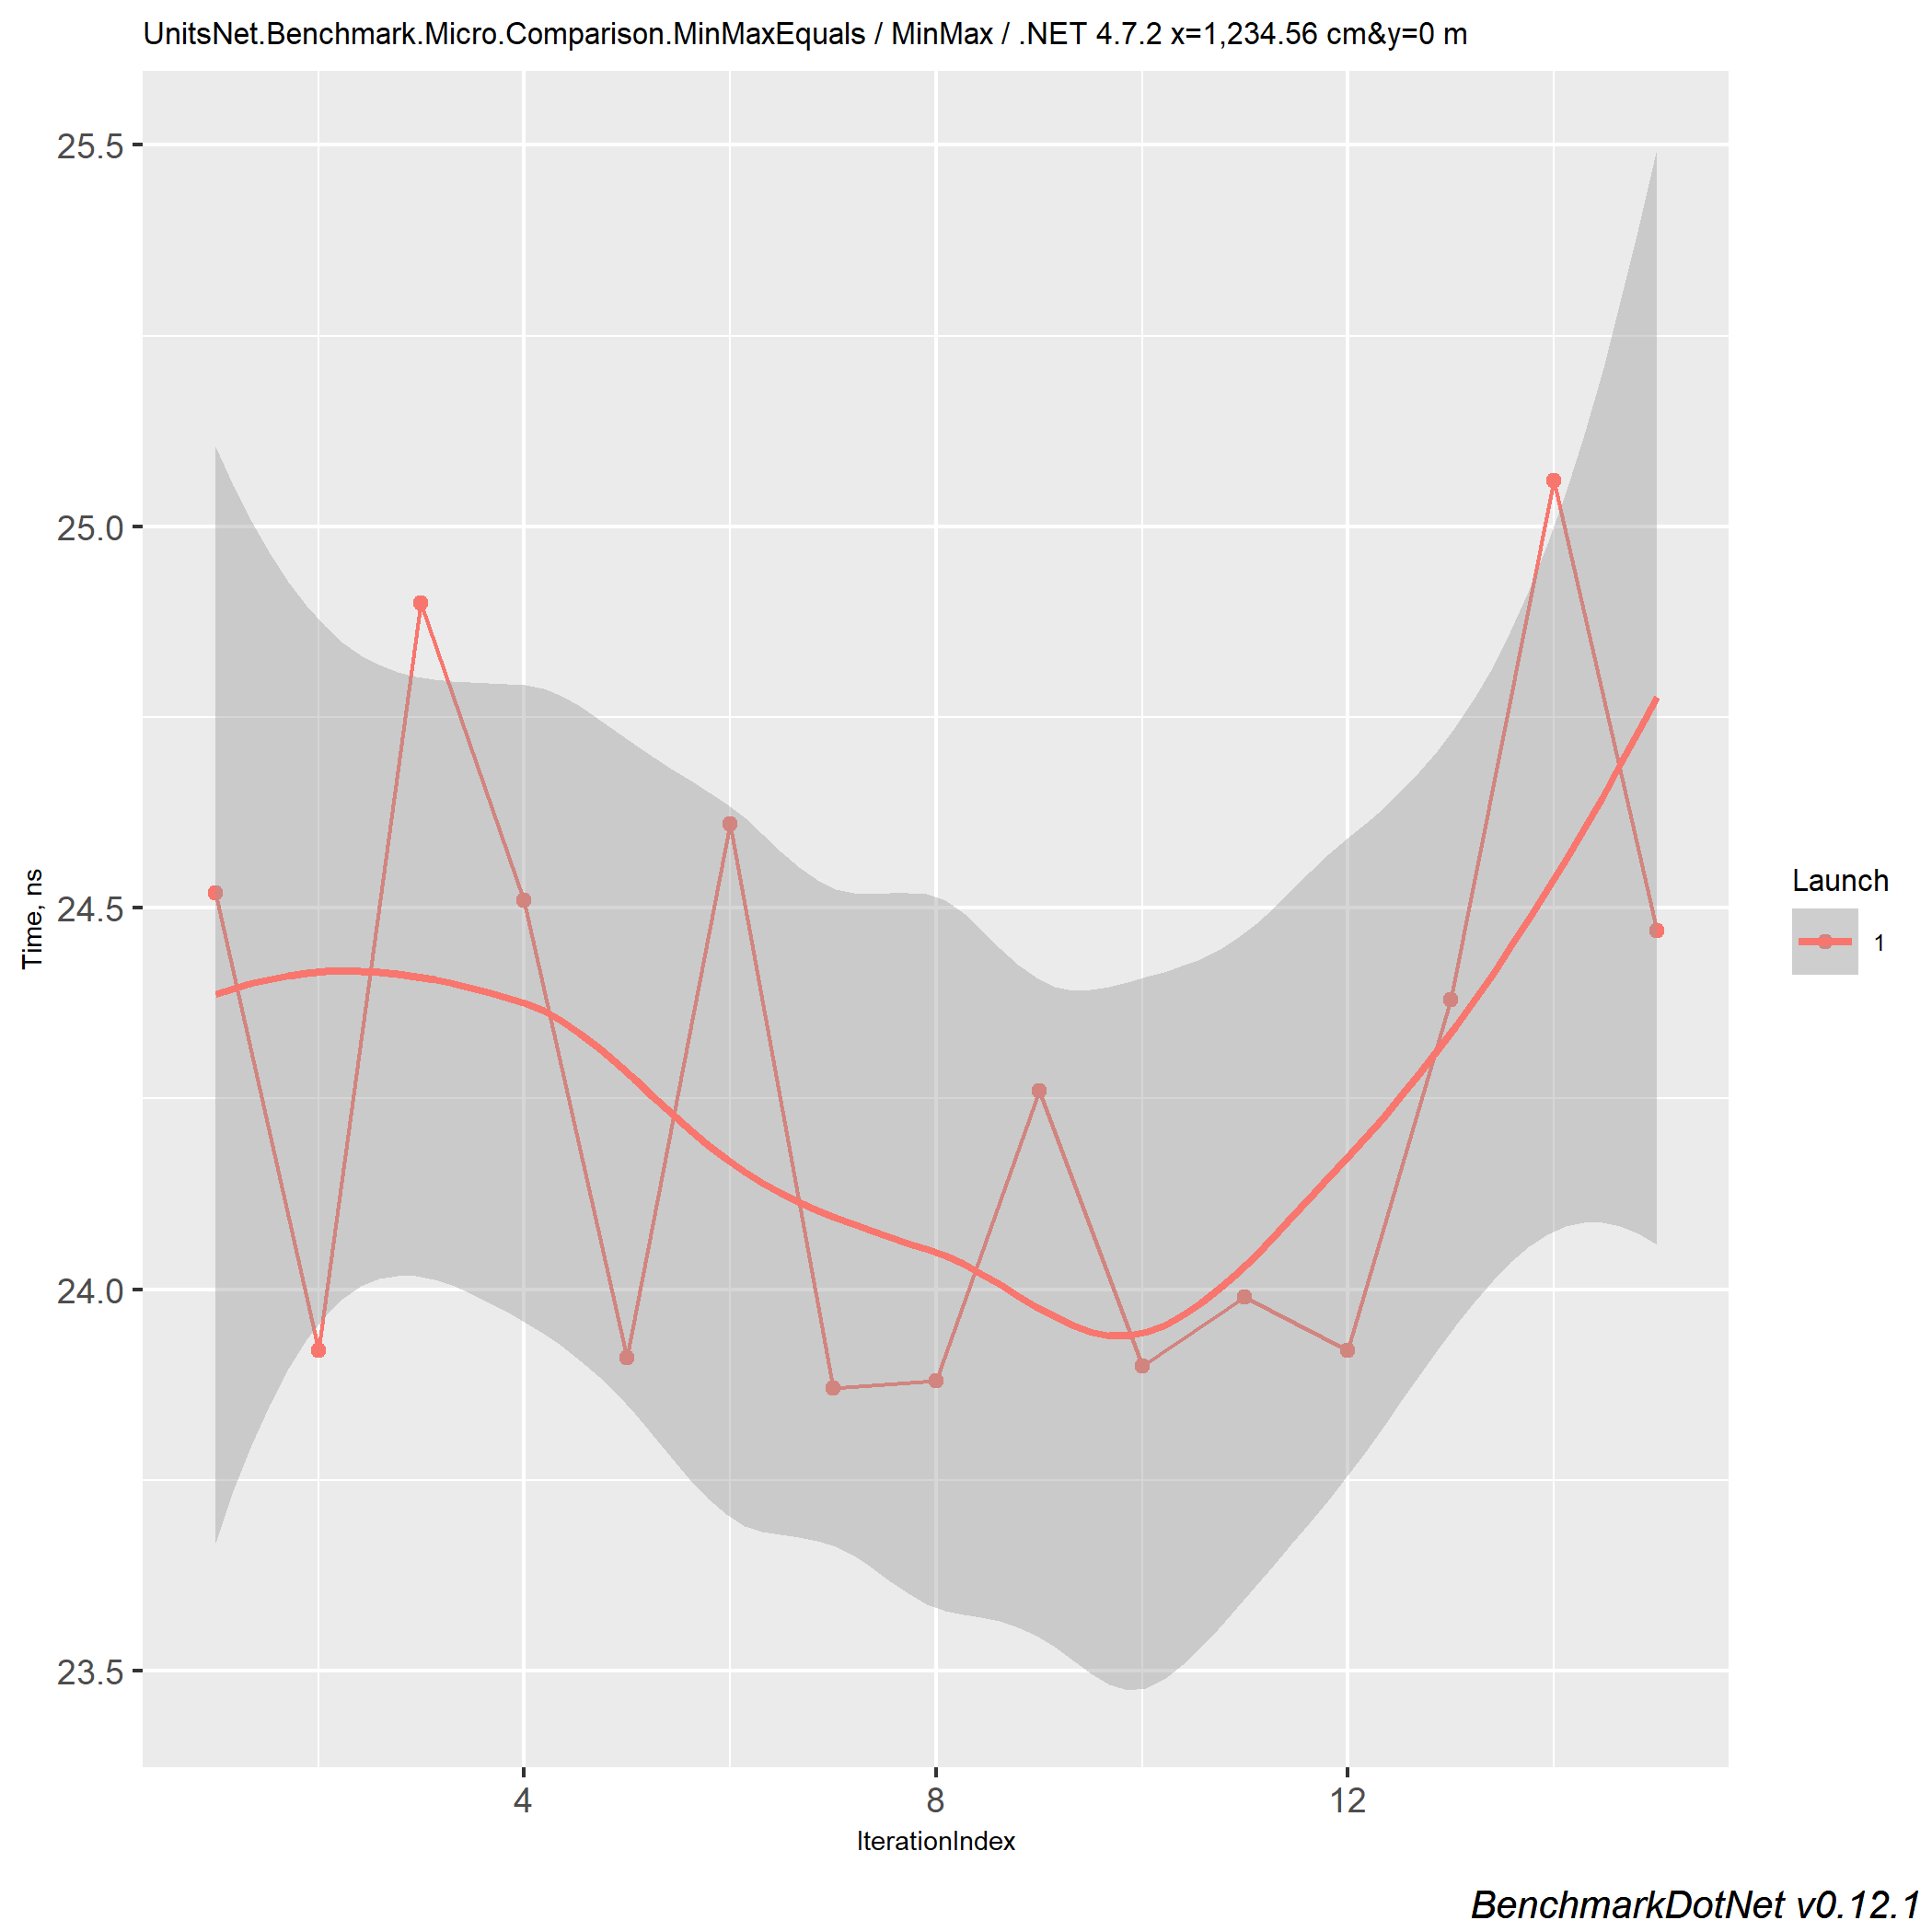 UnitsNet.Benchmark.Micro.Comparison.MinMaxEquals / MinMax / .NET 4.7.2 x=1,234.56 cm&y=0 m
25.5
25.0
24.5
24.0
23.5
Time, ns
4
8
12
IterationIndex
Launch
1
BenchmarkDotNet v0.12.1